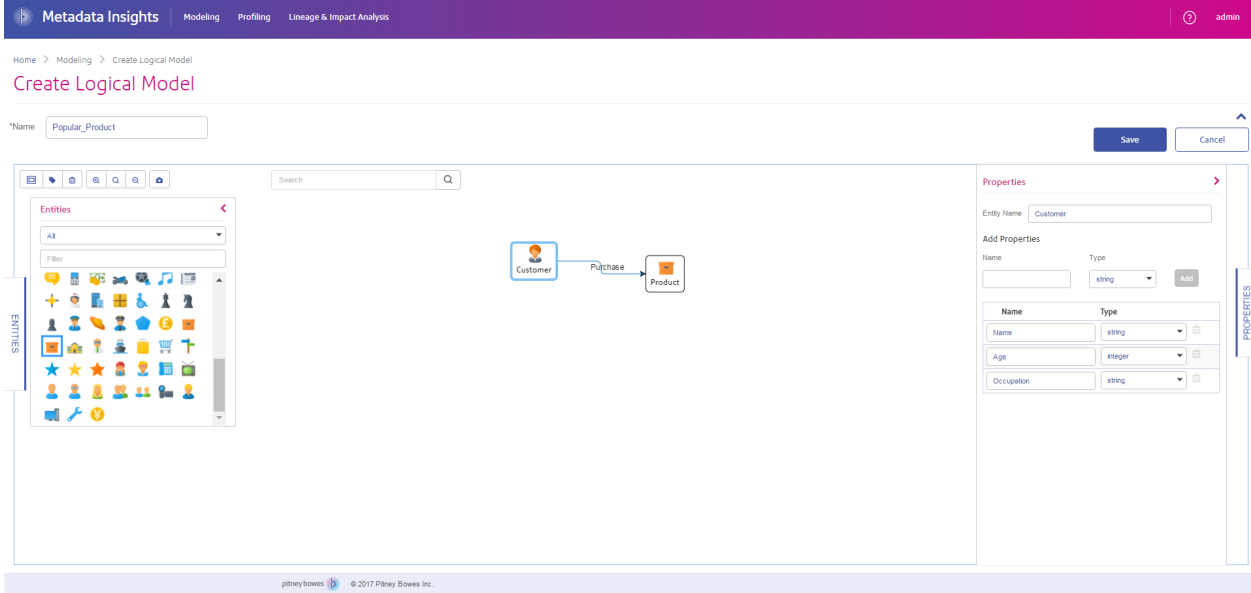 Metadata Insights Modeling Profiling Lineage & Impact Analysis ? admin
Home > Modeling > Create Logical Model
Create Logical Model
*Name Popular_Product
Save Cancel
Search
Properties
Entities
Entity Name Customer
All
Add Properties
Filter
Name Type
string Add
Customer
Purchase
Product
Name Type
Name string
Age integer
Occupation string
ENTITIES
PROPERTIES
pitney bowes © 2017 Pitney Bowes Inc.